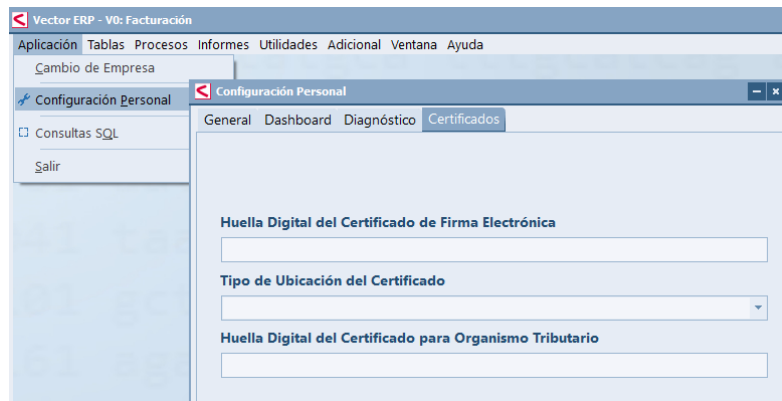 Vector ERP - V0: Facturación
Aplicación Tablas Procesos Informes Utilidades Adicional Ventana Ayuda
Cambio de Empresa
Configuración Personal
Consultas SQL
Salir
Configuración Personal
General Dashboard Diagnóstico Certificados
Huella Digital del Certificado de Firma Electrónica
Tipo de Ubicación del Certificado
Huella Digital del Certificado para Organismo Tributario